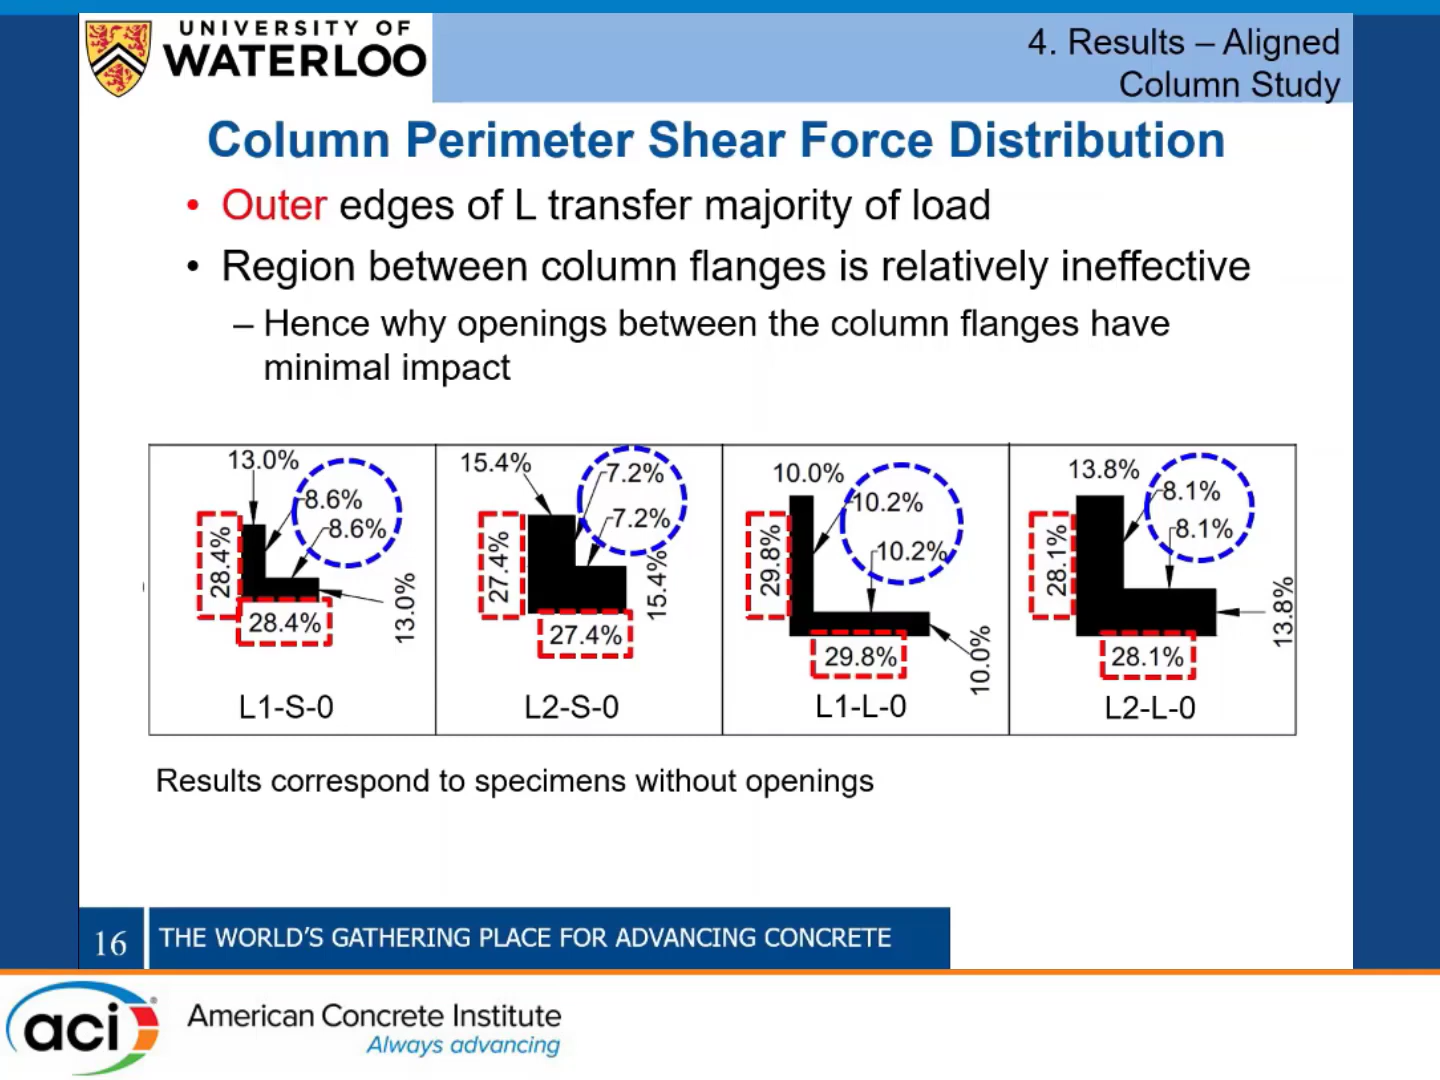 UNIVERSITY OF
WATERLOO
4. Results – Aligned
Column Study
Column Perimeter Shear Force Distribution
• Outer edges of L transfer majority of load
• Region between column flanges is relatively ineffective
– Hence why openings between the column flanges have
minimal impact
13.0%
8.6%
8.6%
28.4%
13.0%
28.4%
L1-S-0
15.4%
7.2%
7.2%
27.4%
15.4%
27.4%
L2-S-0
10.0%
10.2%
10.2%
29.8%
10.0%
29.8%
L1-L-0
13.8%
8.1%
8.1%
28.1%
13.8%
28.1%
L2-L-0
Results correspond to specimens without openings
16
THE WORLD'S GATHERING PLACE FOR ADVANCING CONCRETE
aci
American Concrete Institute
Always advancing